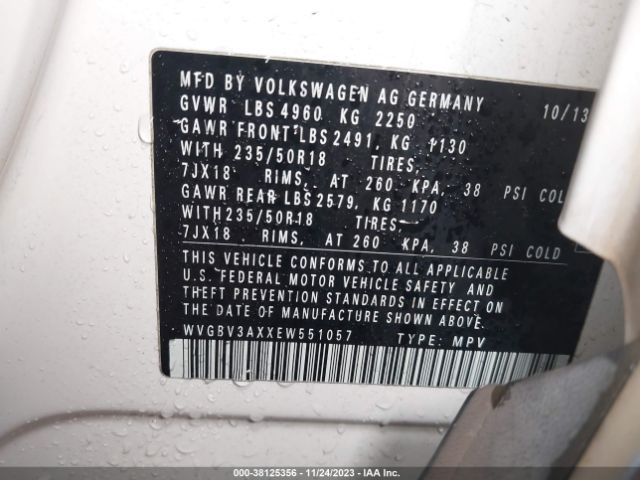 MFD BY VOLKSWAGEN AG GERMANY 10/13
GVWR LBS 4960 KG 2250
GAWR FRONT LBS 2491, KG 1130
WITH 235/50R18 TIRES,
7JX18 RIMS, AT 260 KPA, 38 PSI COLD
GAWR REAR LBS 2579, KG 1170
WITH 235/50R18 TIRES,
7JX18 RIMS, AT 260 KPA, 38 PSI COLD
THIS VEHICLE CONFORMS TO ALL APPLICABLE
U.S. FEDERAL MOTOR VEHICLE SAFETY AND
THEFT PREVENTION STANDARDS IN EFFECT ON
THE DATE OF MANUFACTURE SHOWN ABOVE.
WVGBV3AXXEW551057 TYPE: MPV
000-38125356 - 11/24/2023 - IAA Inc.